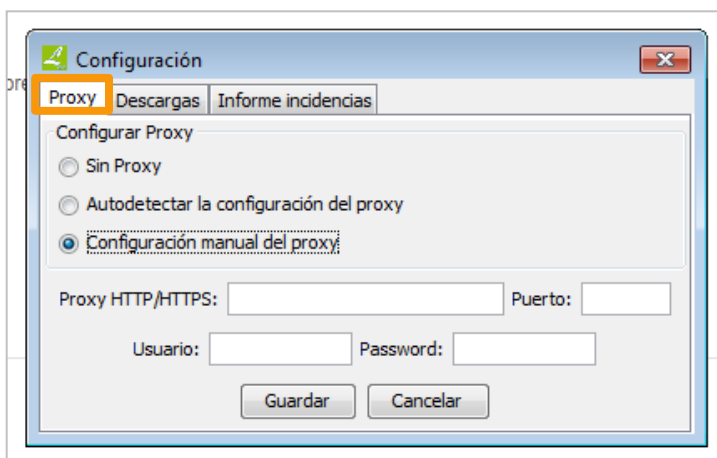 Configuración
Proxy Descargas Informe incidencias
Configurar Proxy
Sin Proxy
Autodetectar la configuración del proxy
Configuración manual del proxy
Proxy HTTP/HTTPS: Puerto:
Usuario: Password:
Guardar Cancelar